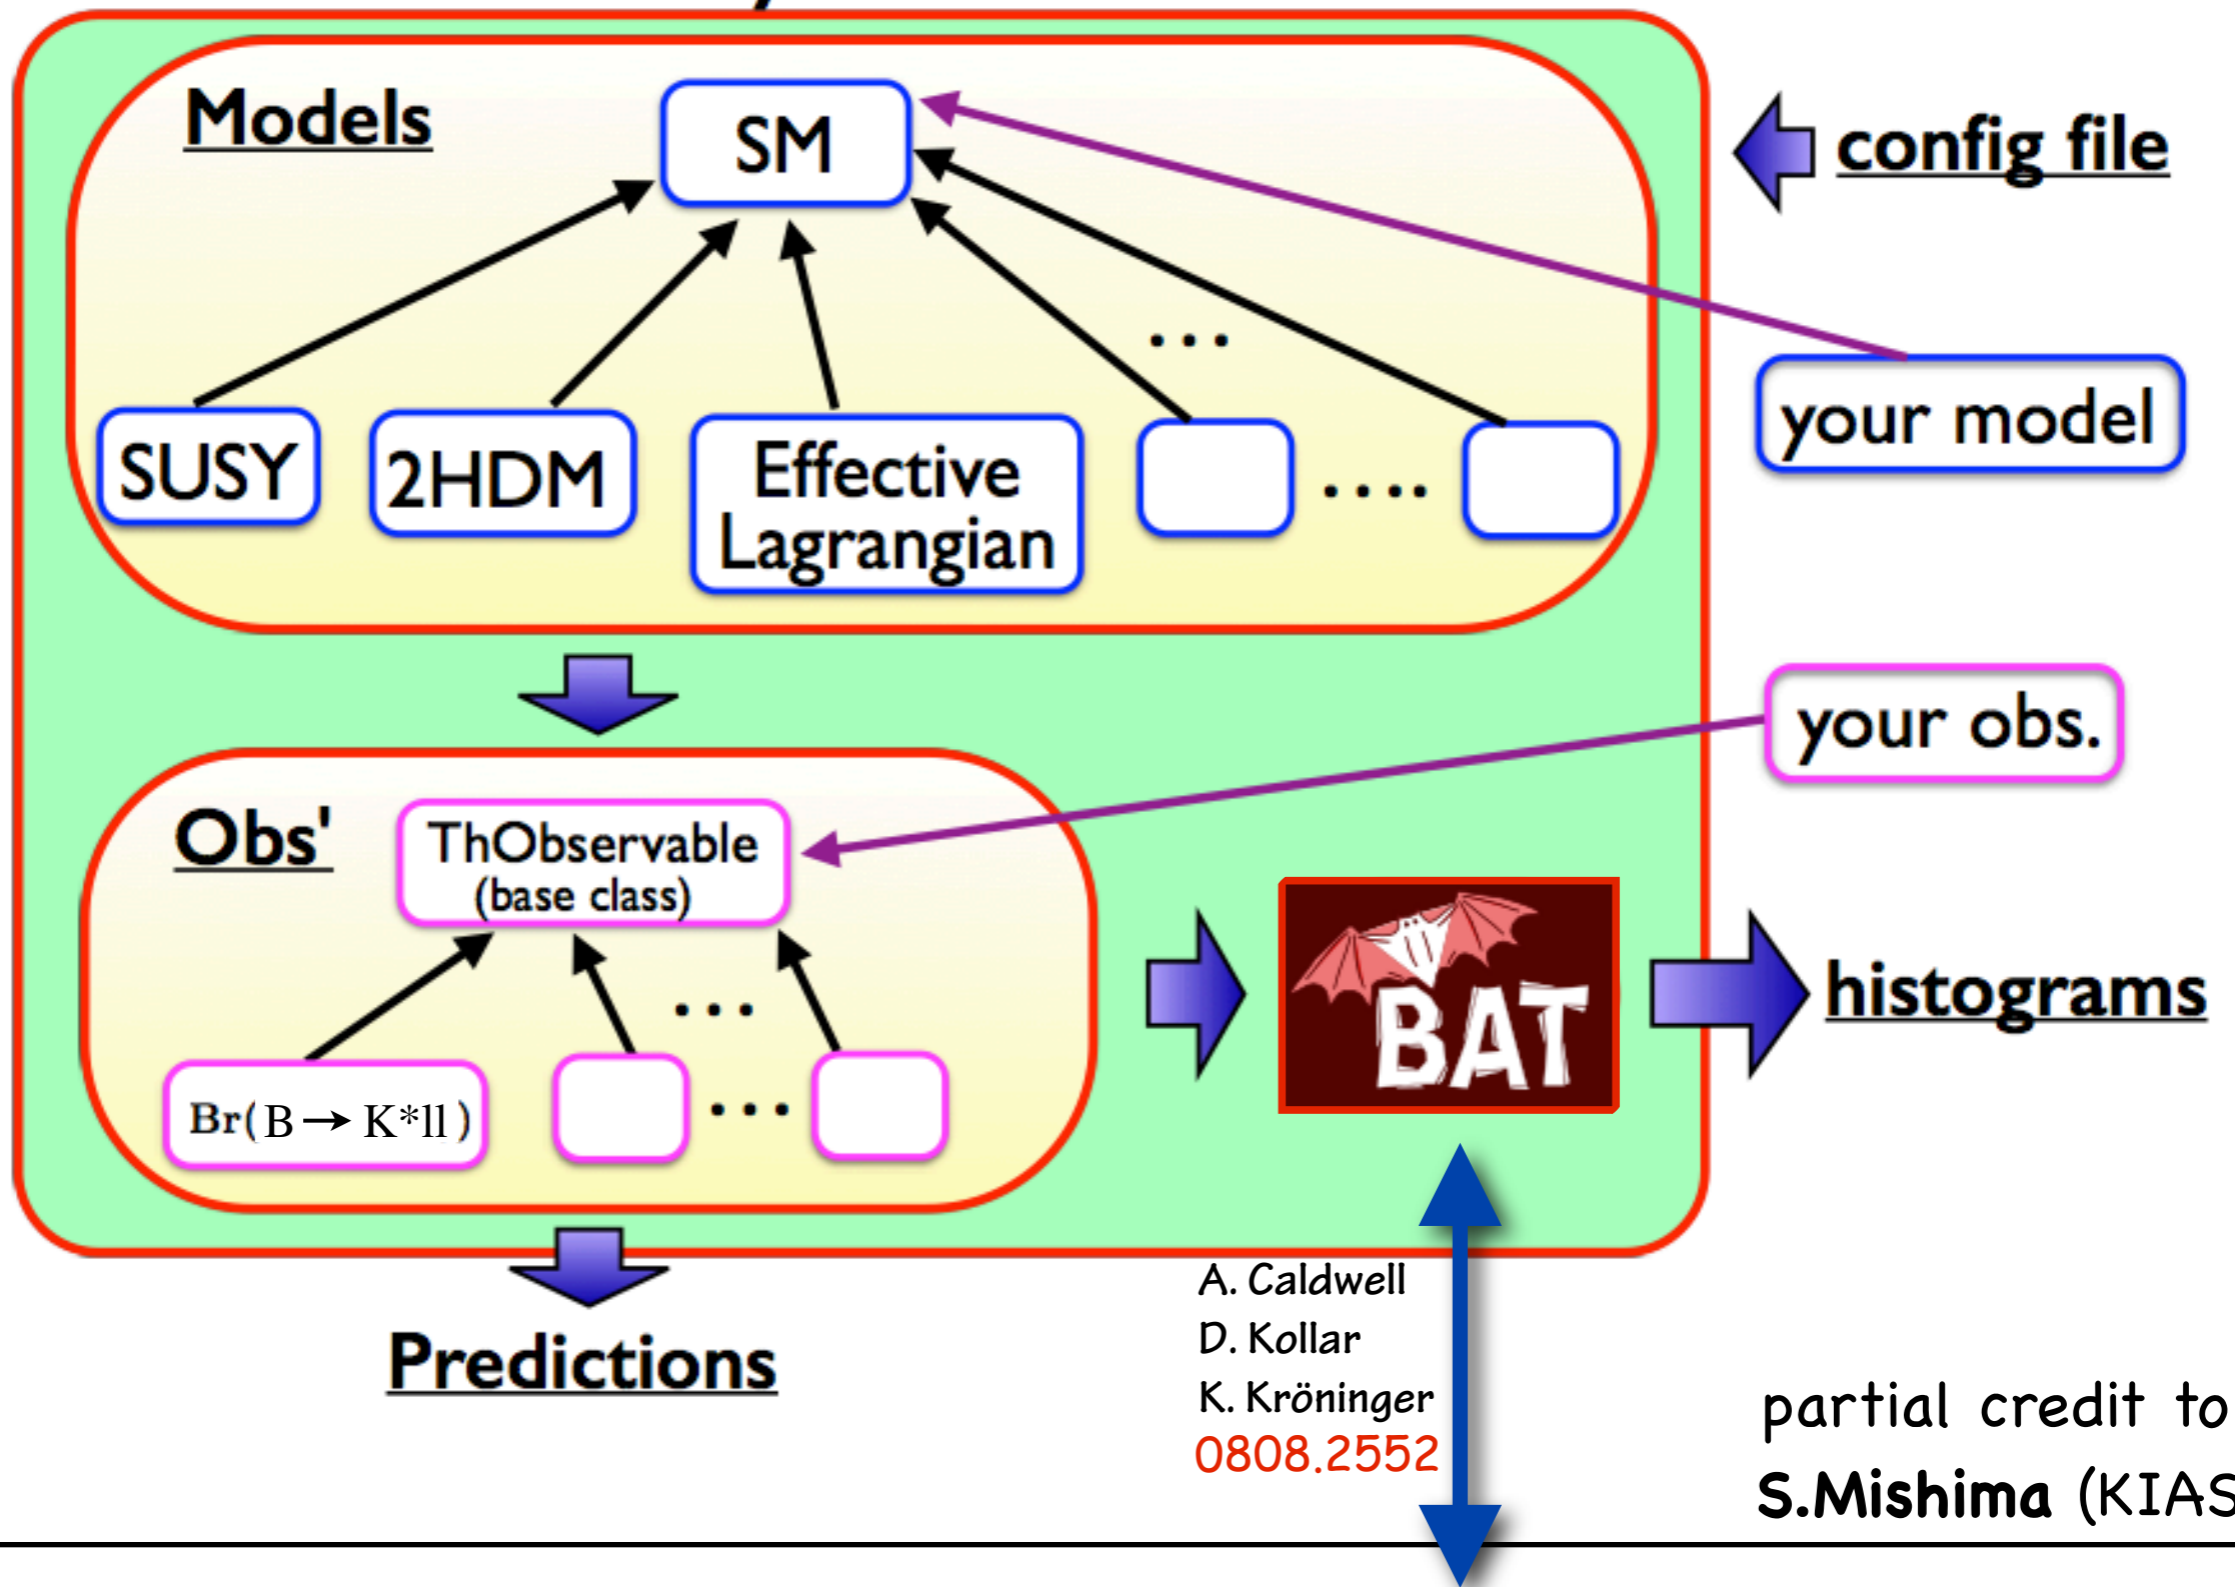 Models
SM
config file
...
SUSY
2HDM
Effective
Lagrangian
....
your model
your obs.
Obs'
ThObservable
(base class)
...
Br(B → K*ll)
...
BAT
histograms
Predictions
A. Caldwell
D. Kollar
K. Kröninger
0808.2552
partial credit to
S.Mishima (KIAS